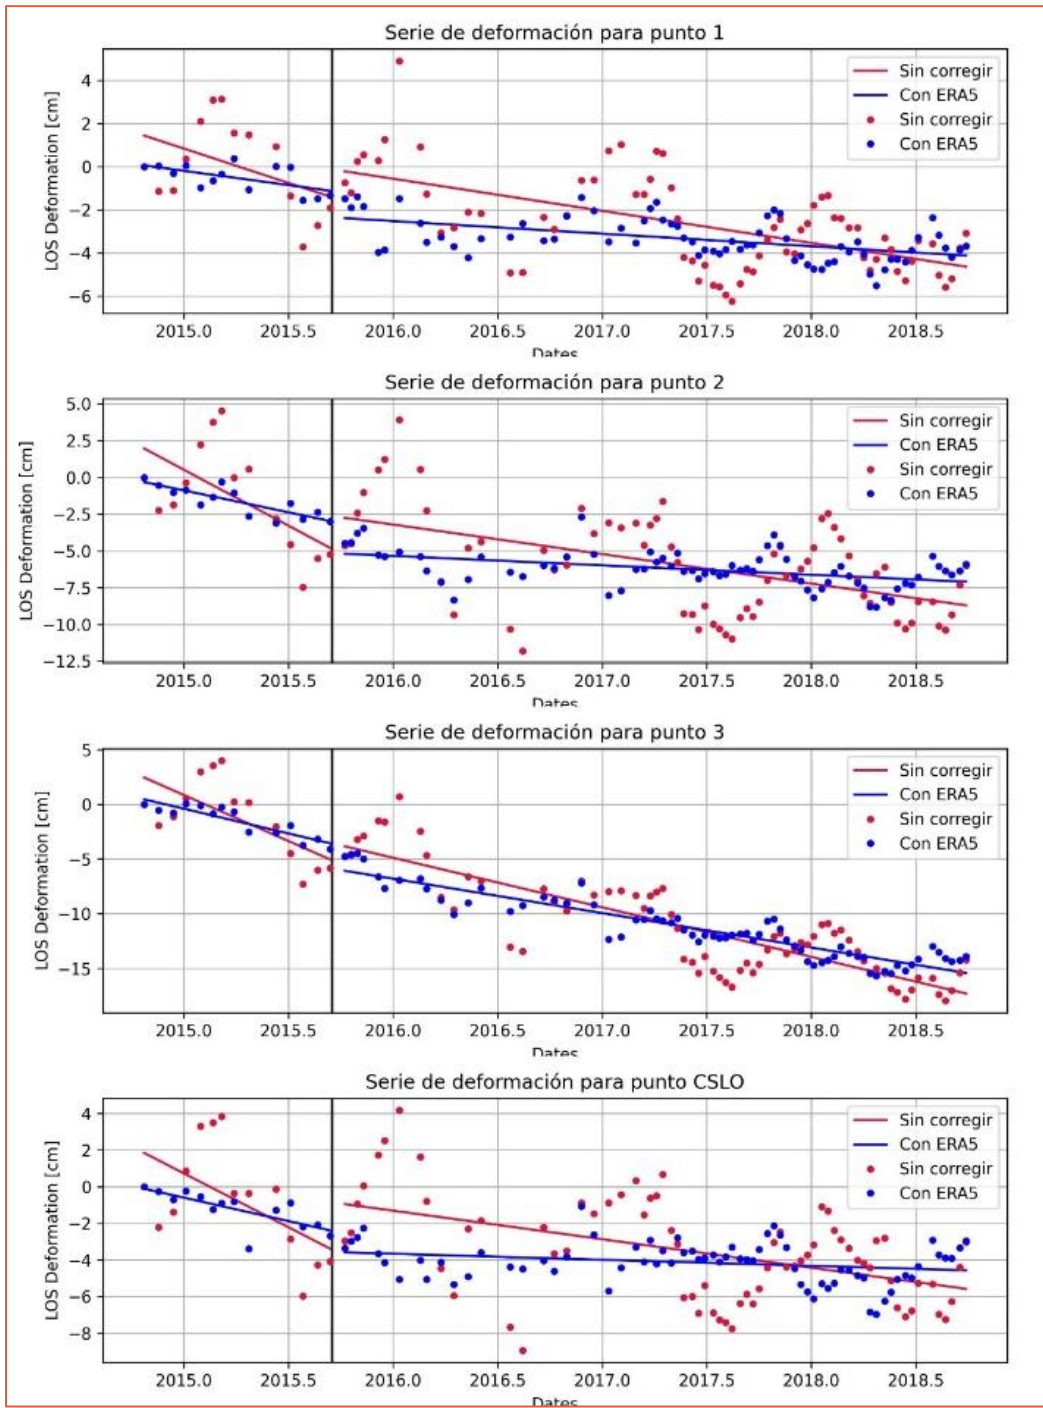 Serie de deformación para punto 1
LOS Deformation [cm]
4
2
0
−2
−4
−6
Sin corregir
Con ERA5
Sin corregir
Con ERA5
2015.0 2015.5 2016.0 2016.5 2017.0 2017.5 2018.0 2018.5
Dates
Serie de deformación para punto 2
LOS Deformation [cm]
5.0
2.5
0.0
−2.5
−5.0
−7.5
−10.0
−12.5
Sin corregir
Con ERA5
Sin corregir
Con ERA5
2015.0 2015.5 2016.0 2016.5 2017.0 2017.5 2018.0 2018.5
Dates
Serie de deformación para punto 3
LOS Deformation [cm]
5
0
−5
−10
−15
Sin corregir
Con ERA5
Sin corregir
Con ERA5
2015.0 2015.5 2016.0 2016.5 2017.0 2017.5 2018.0 2018.5
Dates
Serie de deformación para punto CSLO
LOS Deformation [cm]
4
2
0
−2
−4
−6
−8
Sin corregir
Con ERA5
Sin corregir
Con ERA5
2015.0 2015.5 2016.0 2016.5 2017.0 2017.5 2018.0 2018.5
Dates